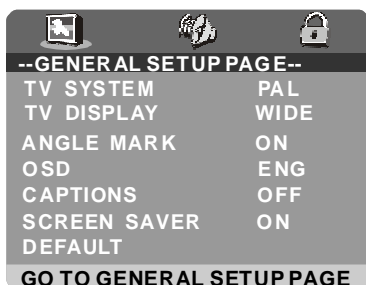 --GENERAL SETUP PAGE--
TV SYSTEM PAL
TV DISPLAY WIDE
ANGLE MARK ON
OSD ENG
CAPTIONS OFF
SCREEN SAVER ON
DEFAULT
GO TO GENERAL SETUP PAGE